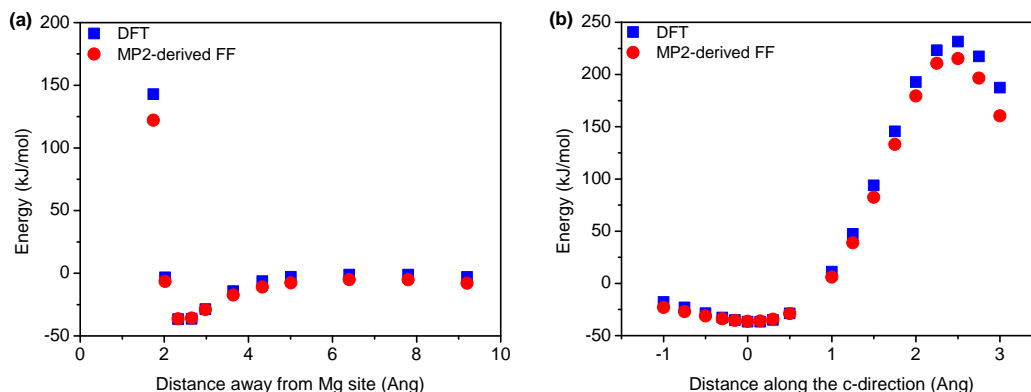 (a)
DFT
MP2-derived FF
200
150
100
50
0
-50
0 2 4 6 8 10
Energy (kJ/mol)
Distance away from Mg site (Ang)
(b)
DFT
MP2-derived FF
250
200
150
100
50
0
-50
-1 0 1 2 3
Energy (kJ/mol)
Distance along the c-direction (Ang)